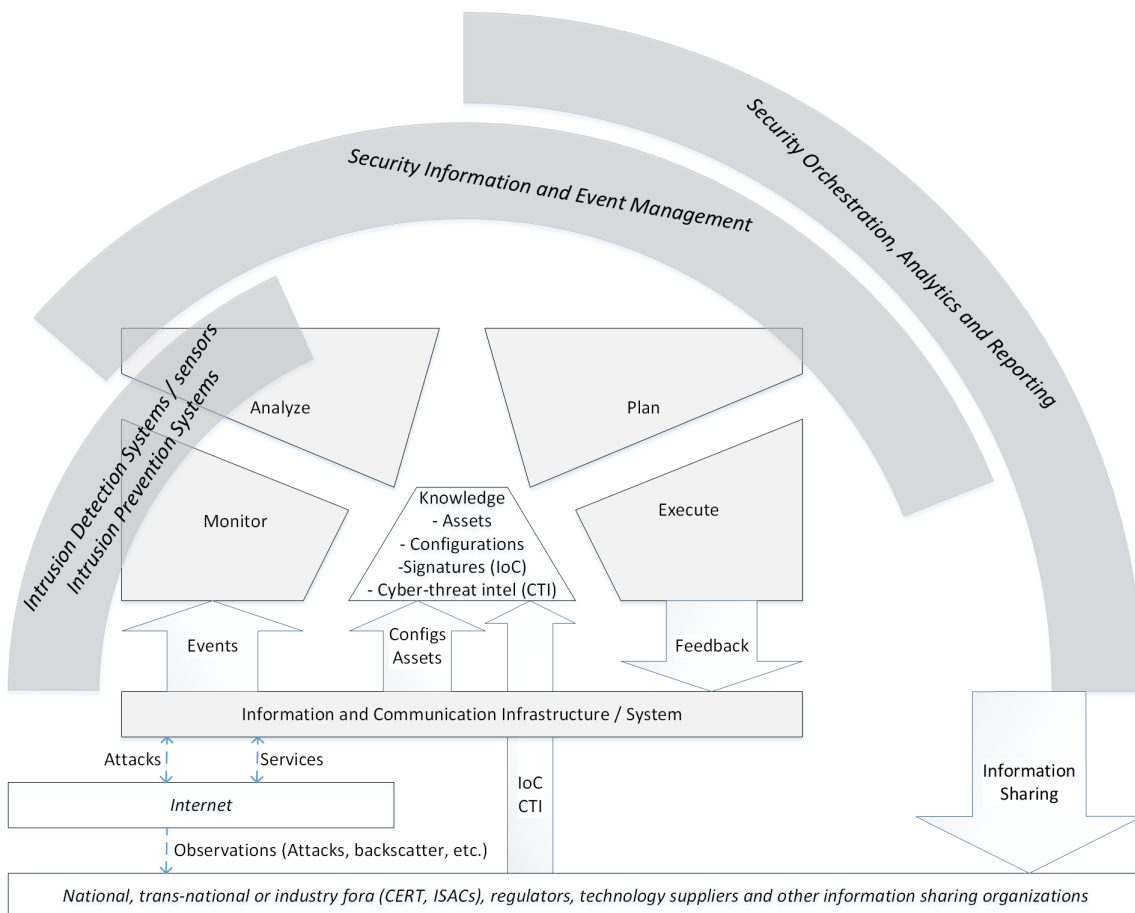 Security Orchestration, Analytics and Reporting
Security Information and Event Management
Intrusion Detection Systems / sensors
Intrusion Prevention Systems
Analyze
Plan
Monitor
Knowledge
- Assets
- Configurations
-Signatures (IoC)
- Cyber-threat intel (CTI)
Execute
Events
Configs
Assets
Feedback
Information and Communication Infrastructure / System
Attacks
Services
Internet
IoC
CTI
Information
Sharing
Observations (Attacks, backscatter, etc.)
National, trans-national or industry fora (CERT, ISACs), regulators, technology suppliers and other information sharing organizations